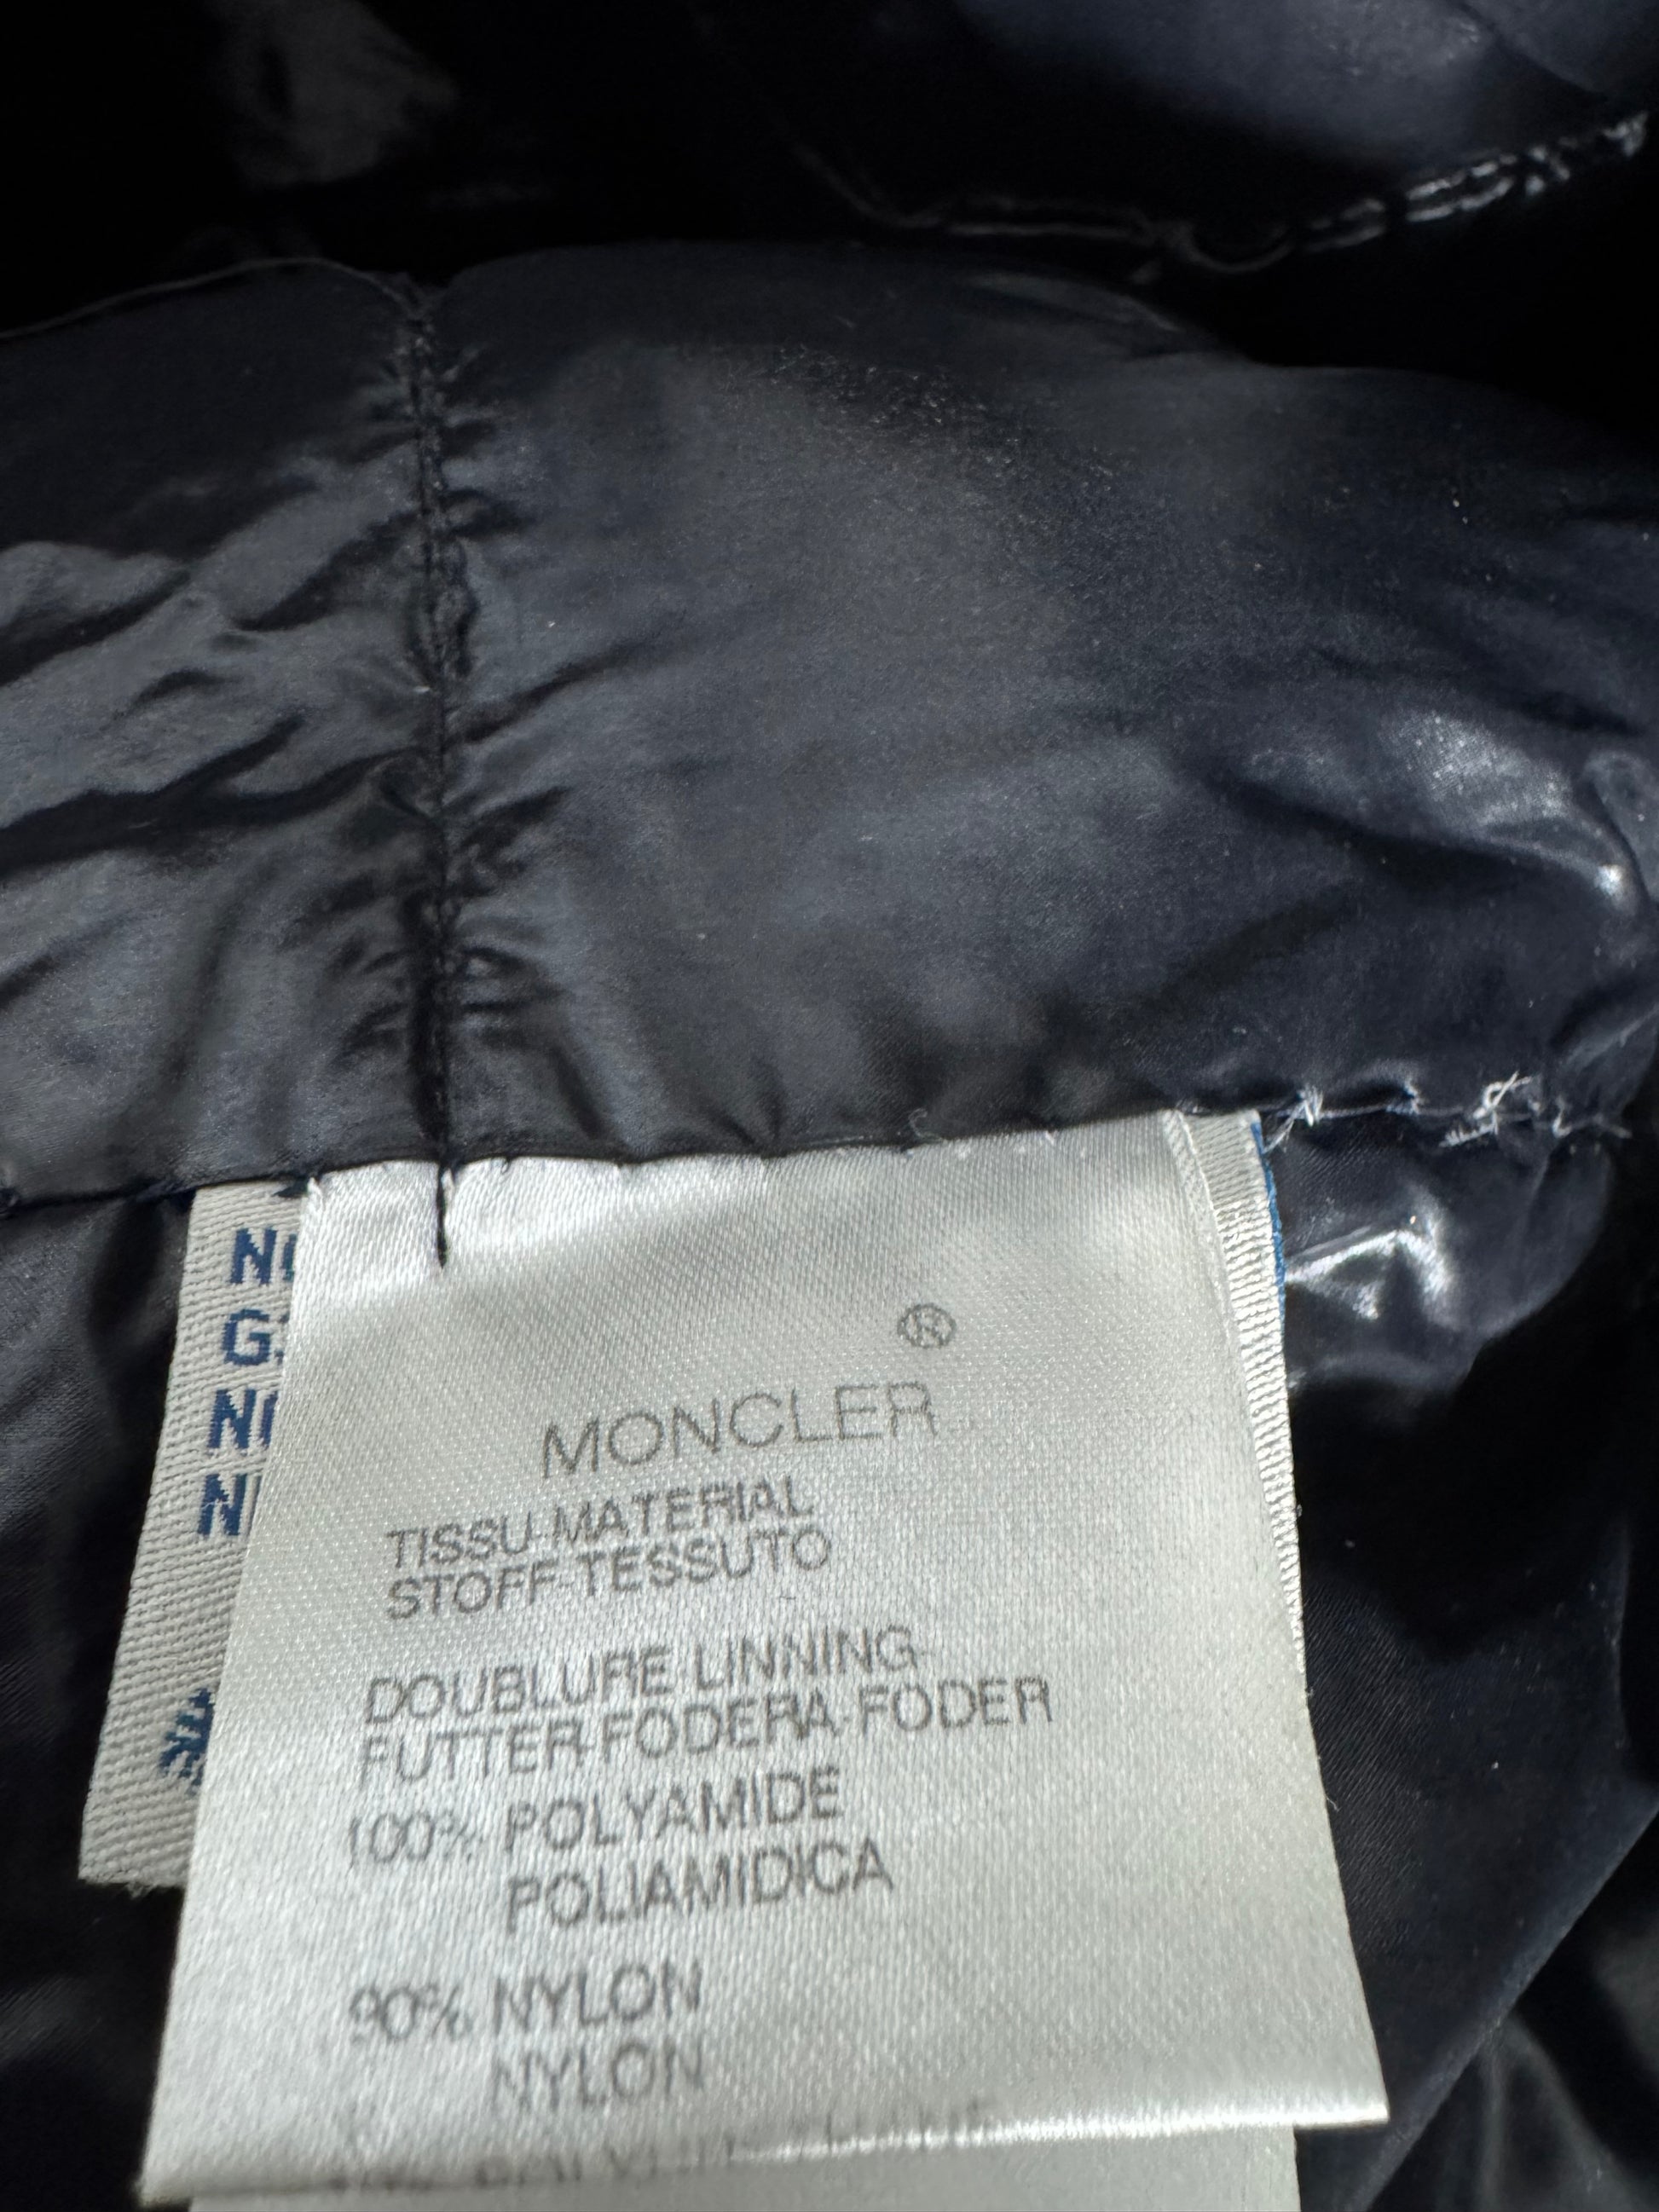 ®
MONCLER
TISSU-MATERIAL
STOFF-TESSUTO
DOUBLURE-LINNING-
FUTTER-FODERA-FODER
100% POLYAMIDE
POLIAMIDICA
90% NYLON
NYLON